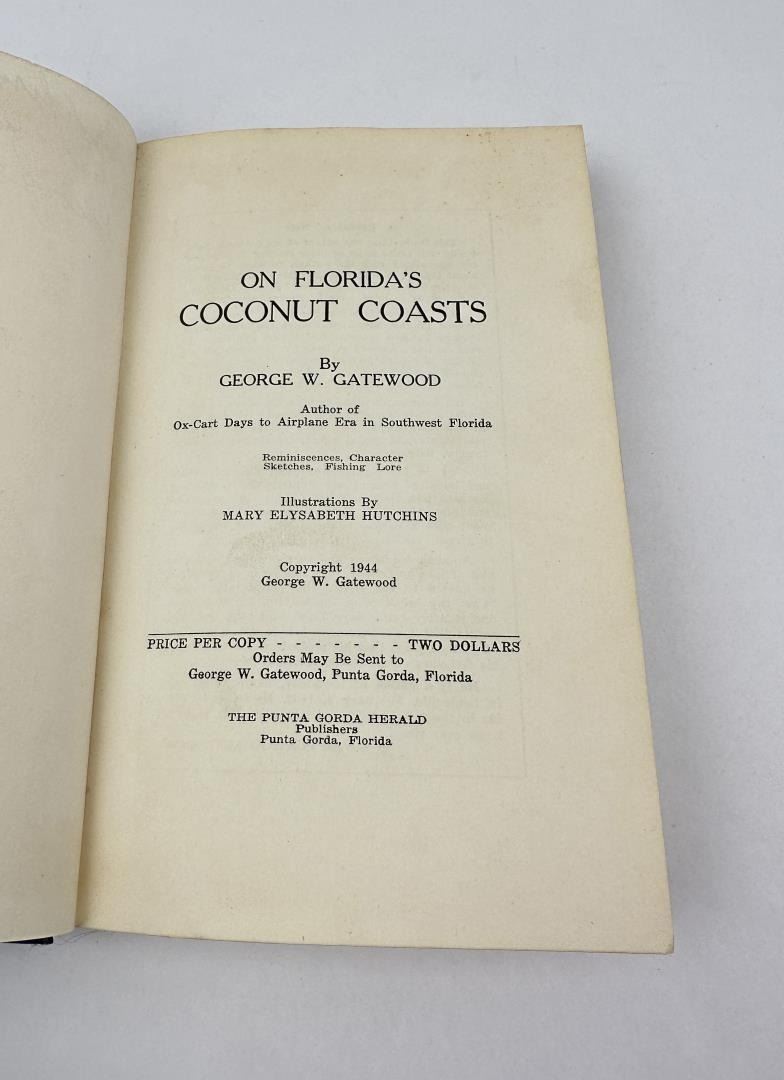 ON FLORIDA'S
COCONUT COASTS
By
GEORGE W. GATEWOOD
Author of
Ox-Cart Days to Airplane Era in Southwest Florida
Reminiscences, Character
Sketches, Fishing Lore
Illustrations By
MARY ELYSABETH HUTCHINS
Copyright 1944
George W. Gatewood
PRICE PER COPY - - - - - - - TWO DOLLARS
Orders May Be Sent to
George W. Gatewood, Punta Gorda, Florida
THE PUNTA GORDA HERALD
Publishers
Punta Gorda, Florida